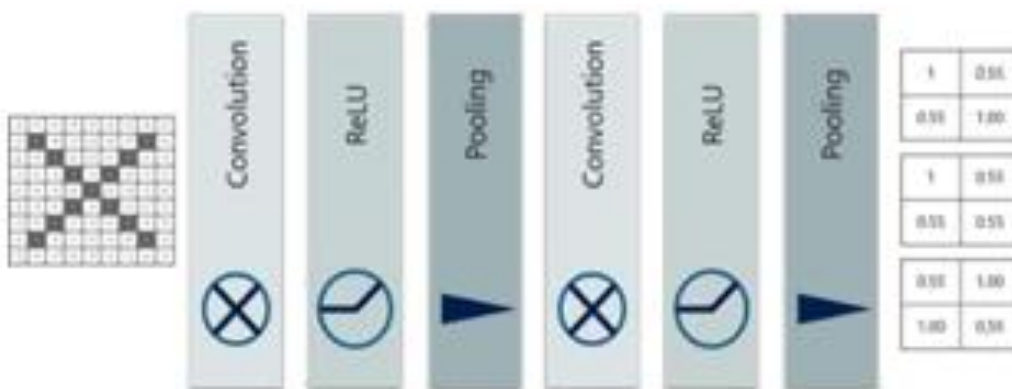 Convolution
ReLU
Pooling
Convolution
ReLU
Pooling
1 0.55
0.55 1.00
1 0.55
0.55 0.55
0.55 1.00
1.00 0.55